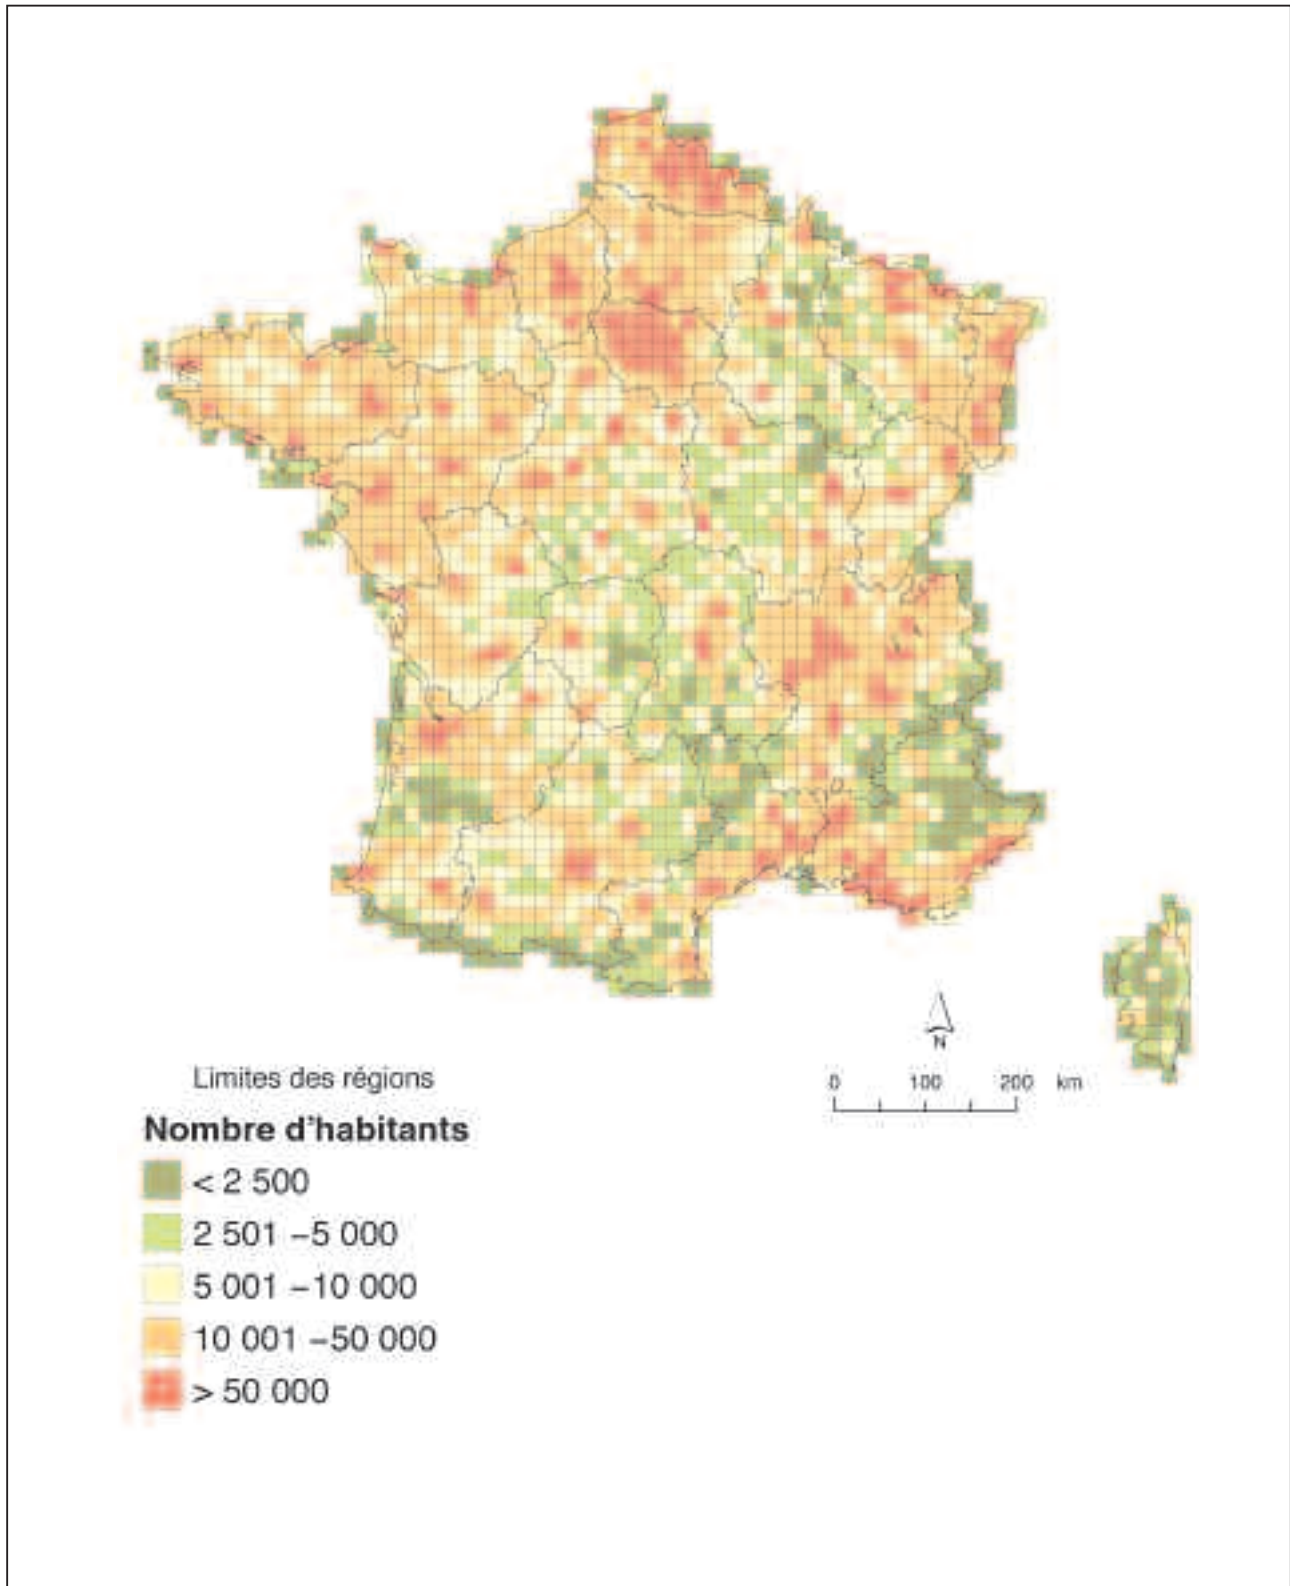 N
0 100 200 km
Limites des régions
Nombre d'habitants
< 2 500
2 501 –5 000
5 001 –10 000
10 001 –50 000
> 50 000